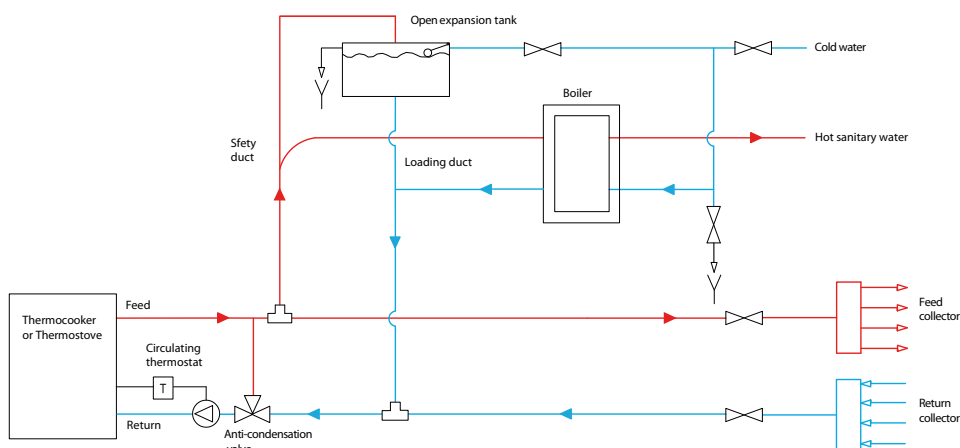 Open expansion tank
Cold water
Boiler
Hot sanitary water
Sfety
duct
Loading duct
Feed
Thermocooker
or Thermostove
Feed
collector
Circulating
thermostat
T
Return
Anti-condensation
valve
Return
collector